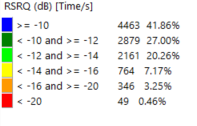 RSRQ (dB) [Time/s]
>= -10 4463 41.86%
< -10 and >= -12 2879 27.00%
< -12 and >= -14 2161 20.26%
< -14 and >= -16 764 7.17%
< -16 and >= -20 346 3.25%
< -20 49 0.46%